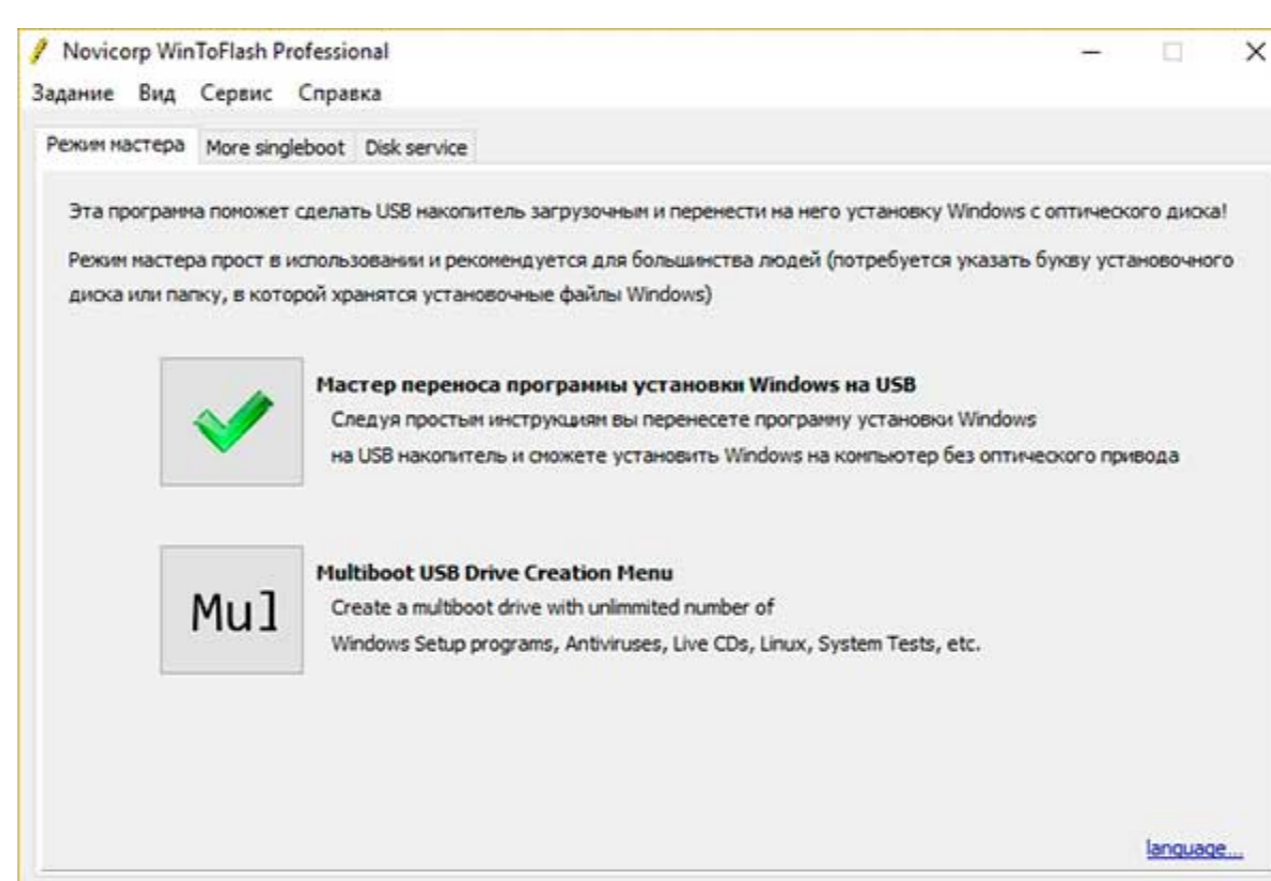 Novicorp WinToFlash Professional
Задание Вид Сервис Справка
Режим мастера More singleboot Disk service
Эта программа поможет сделать USB накопитель загрузочным и перенести на него установку Windows с оптического диска!
Режим мастера прост в использовании и рекомендуется для большинства людей (потребуется указать букву установочного
диска или папку, в которой хранятся установочные файлы Windows)
Мастер переноса программы установки Windows на USB
Следуя простым инструкциям вы перенесете программу установки Windows
на USB накопитель и сможете установить Windows на компьютер без оптического привода
Mul
Multiboot USB Drive Creation Menu
Create a multiboot drive with unlimmited number of
Windows Setup programs, Antiviruses, Live CDs, Linux, System Tests, etc.
language...